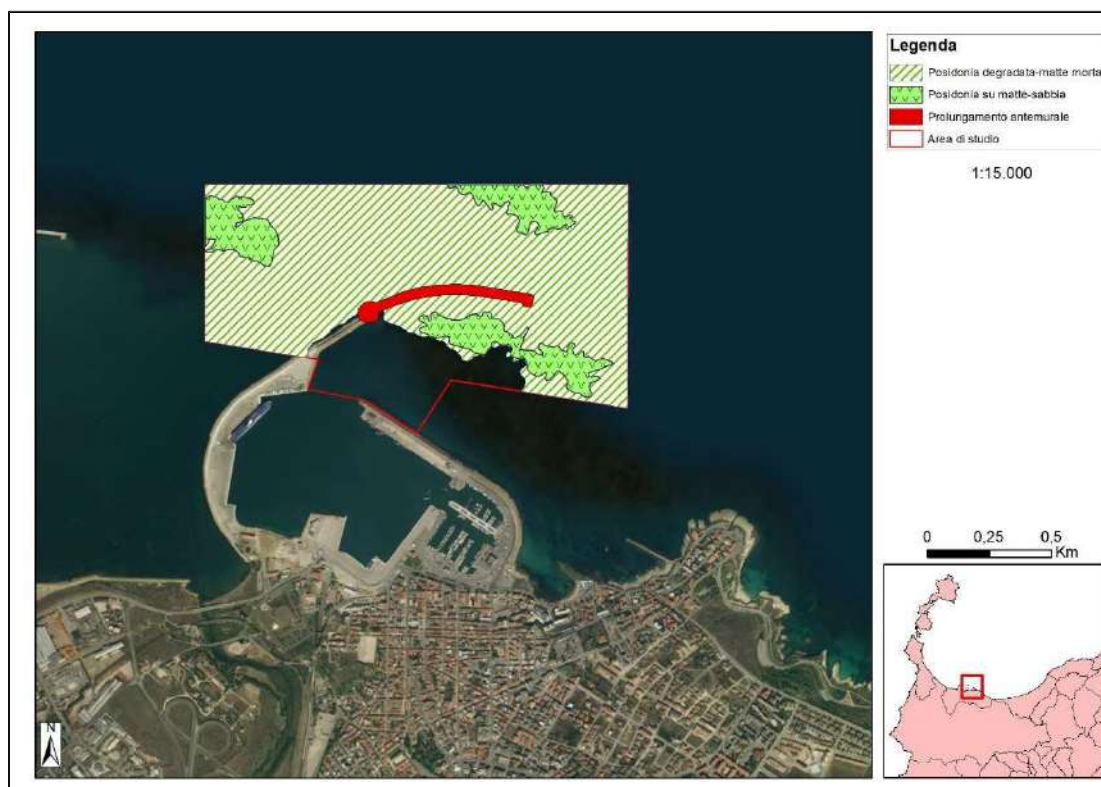 Legenda
Posidonia degradata-matte morta
Posidonia su matte-sabbia
Prolungamento antemurale
Area di studio
1:15.000
0 0,25 0,5
Km
N